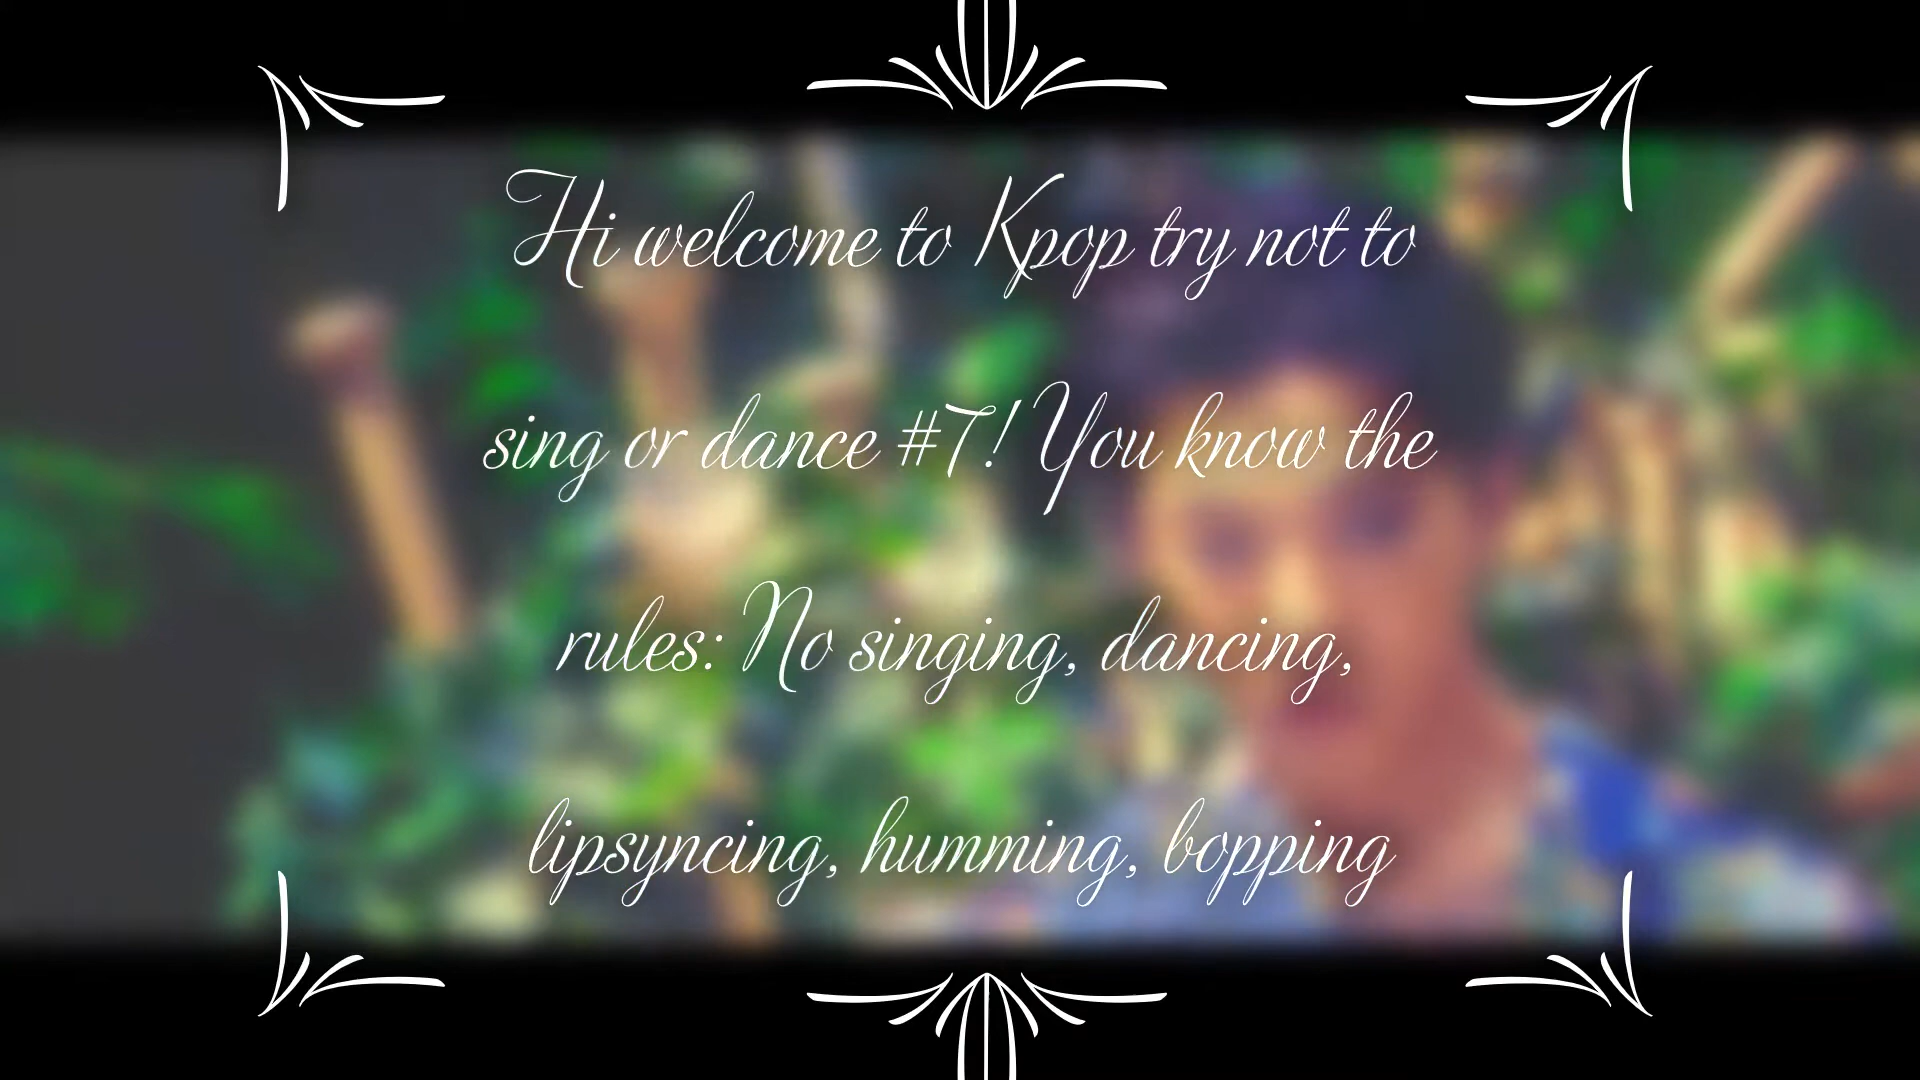 Hi welcome to Kpop try not to
sing or dance #7! You know the
rules: No singing, dancing,
lipsyncing, humming, bopping